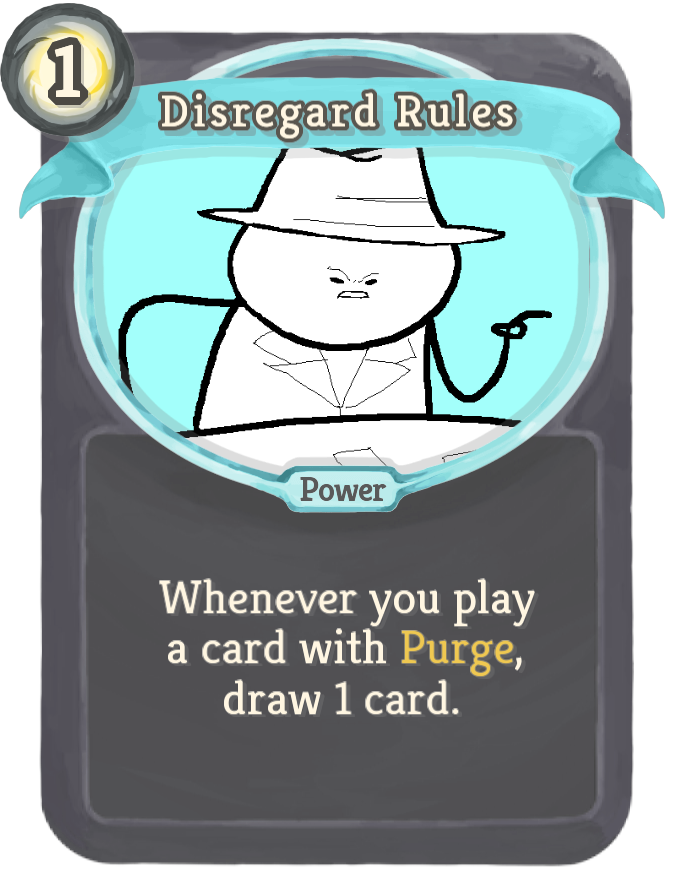 1
Disregard Rules
Power
Whenever you play
a card with Purge,
draw 1 card.